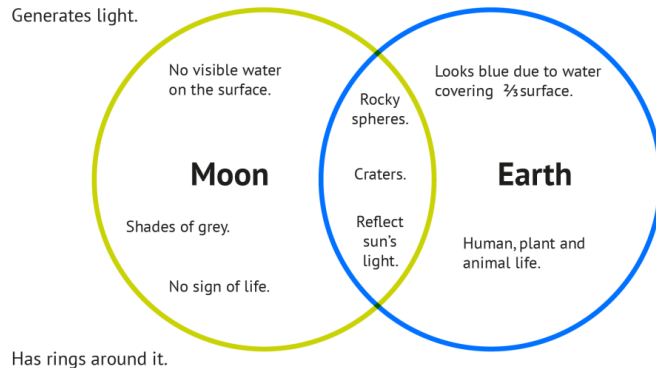 Generates light.
No visible water
on the surface.
Looks blue due to water
covering ⅔ surface.
Rocky
spheres.
Moon
Craters.
Earth
Shades of grey.
Reflect
sun's
light.
Human, plant and
animal life.
No sign of life.
Has rings around it.